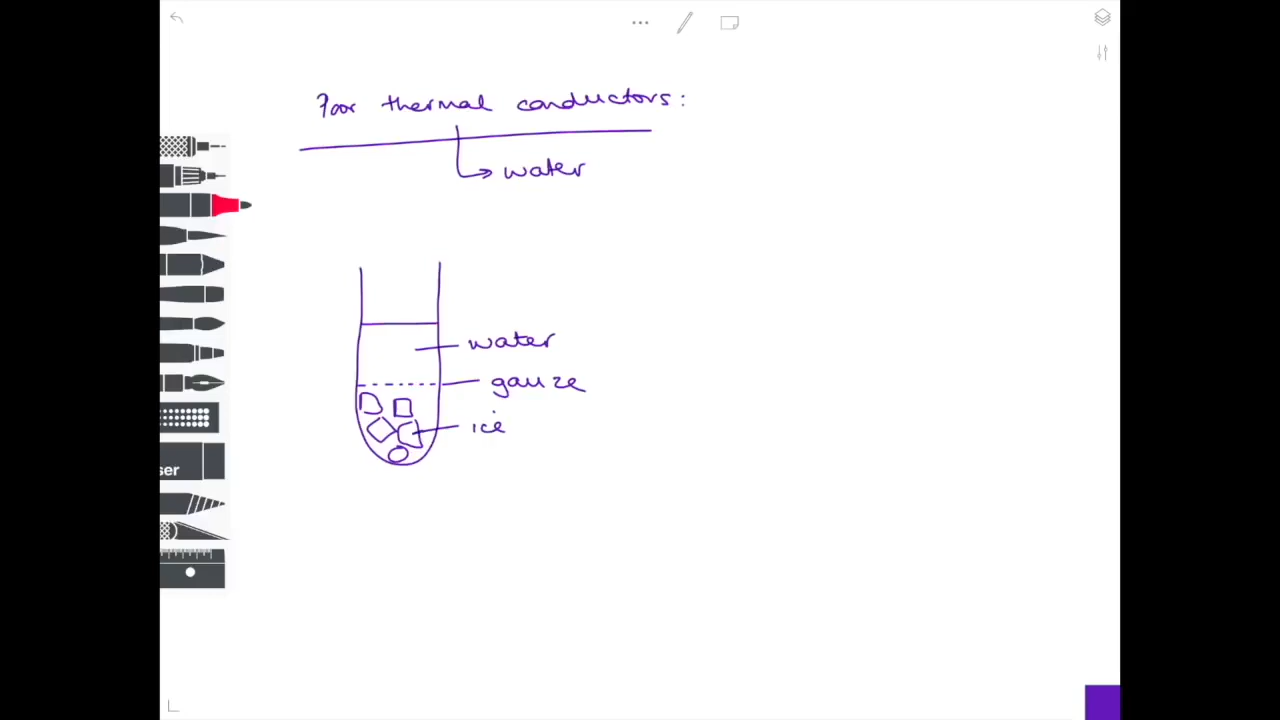 Poor thermal conductors:
water
water
gauze
ice
ser